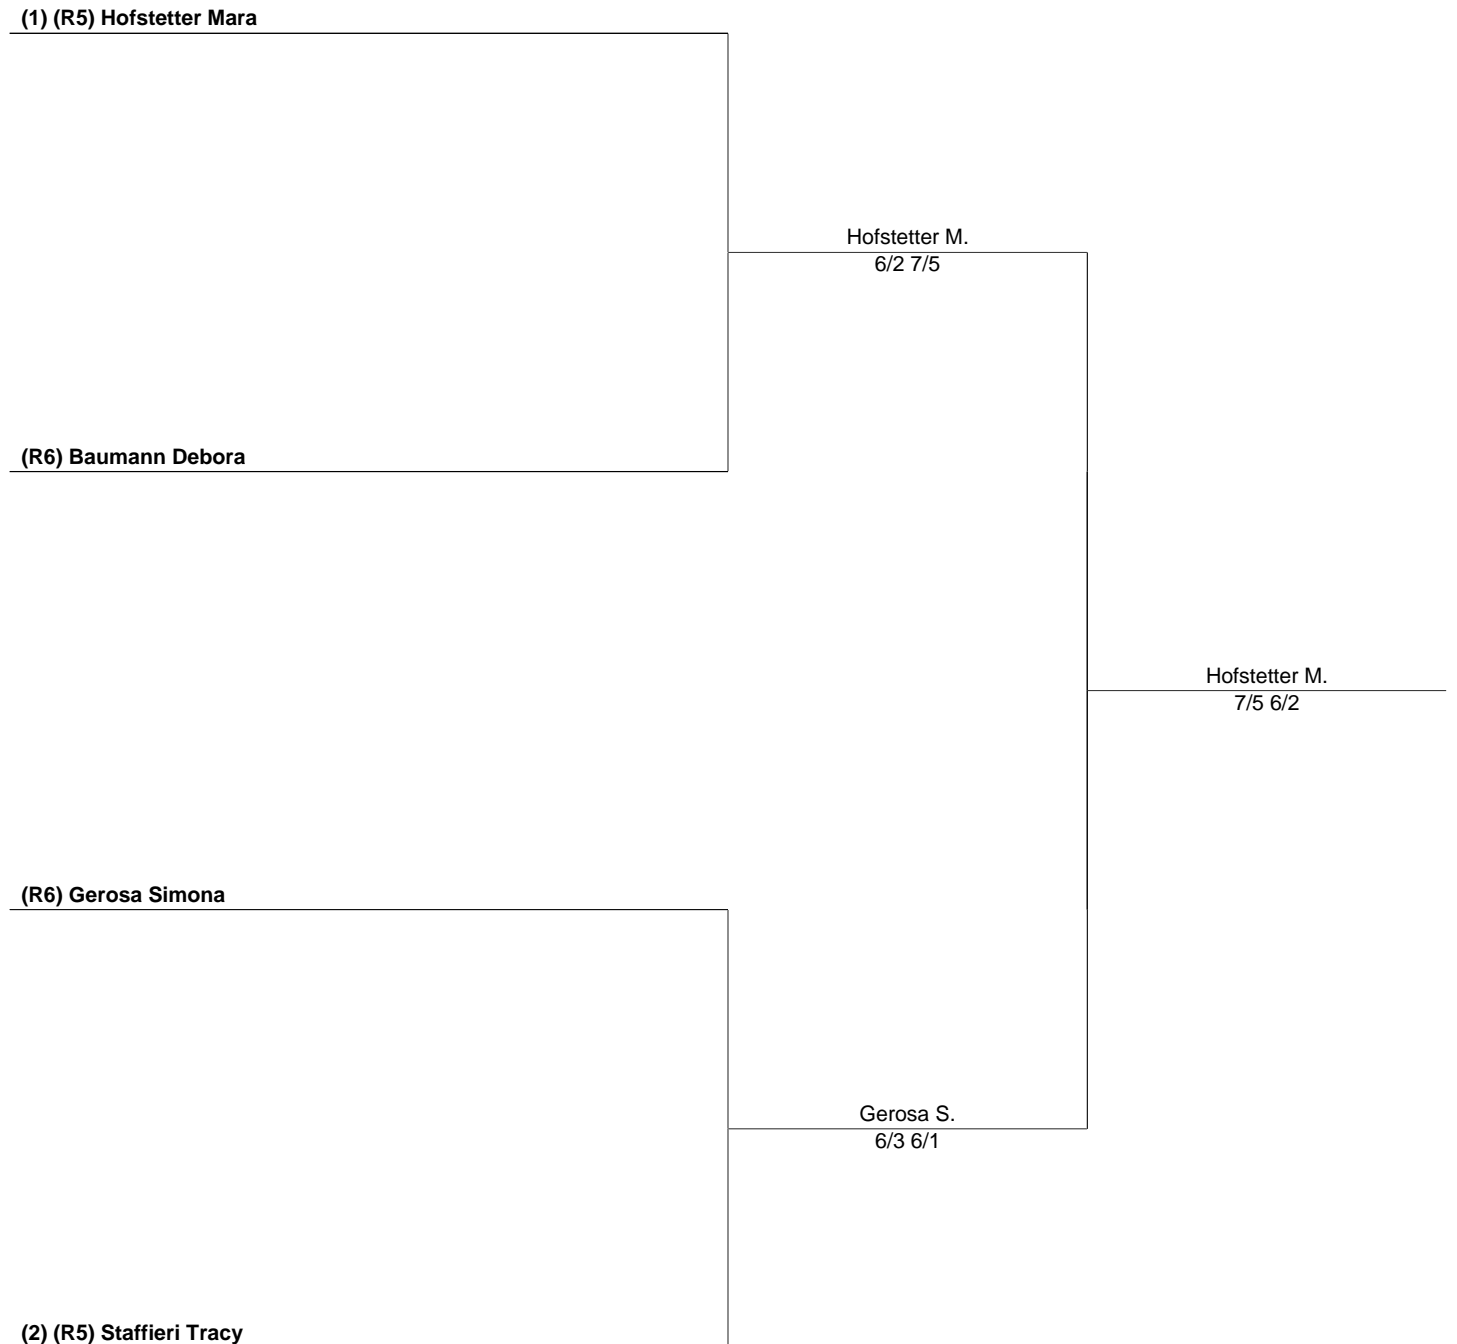 (1) (R5) Hofstetter Mara
Hofstetter M.
6/2 7/5
(R6) Baumann Debora
Hofstetter M.
7/5 6/2
(R6) Gerosa Simona
Gerosa S.
6/3 6/1
(2) (R5) Staffieri Tracy